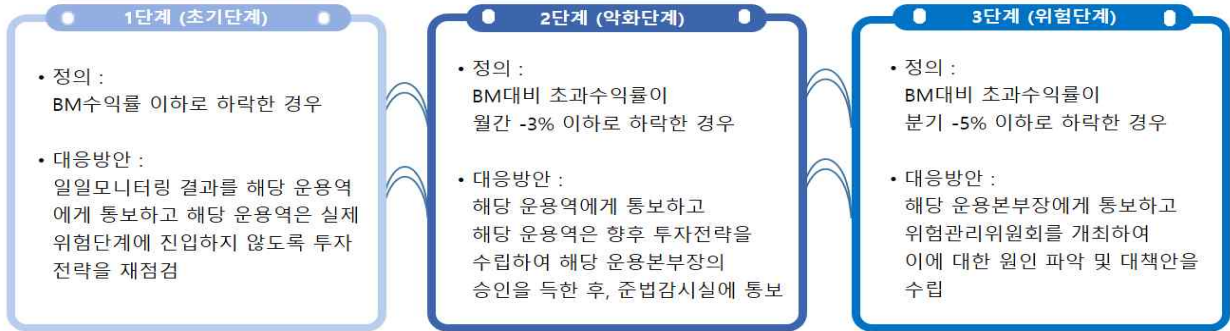 1단계 (초기단계)
• 정의 :
BM수익률 이하로 하락한 경우
• 대응방안 :
일일모니터링 결과를 해당 운용역
에게 통보하고 해당 운용역은 실제
위험단계에 진입하지 않도록 투자
전략을 재점검
2단계 (악화단계)
• 정의 :
BM대비 초과수익률이
월간 -3% 이하로 하락한 경우
• 대응방안 :
해당 운용역에게 통보하고
해당 운용역은 향후 투자전략을
수립하여 해당 운용본부장의
승인을 득한 후, 준법감시실에 통보
3단계 (위험단계)
• 정의 :
BM대비 초과수익률이
분기 -5% 이하로 하락한 경우
• 대응방안 :
해당 운용본부장에게 통보하고
위험관리위원회를 개최하여
이에 대한 원인 파악 및 대책안을
수립